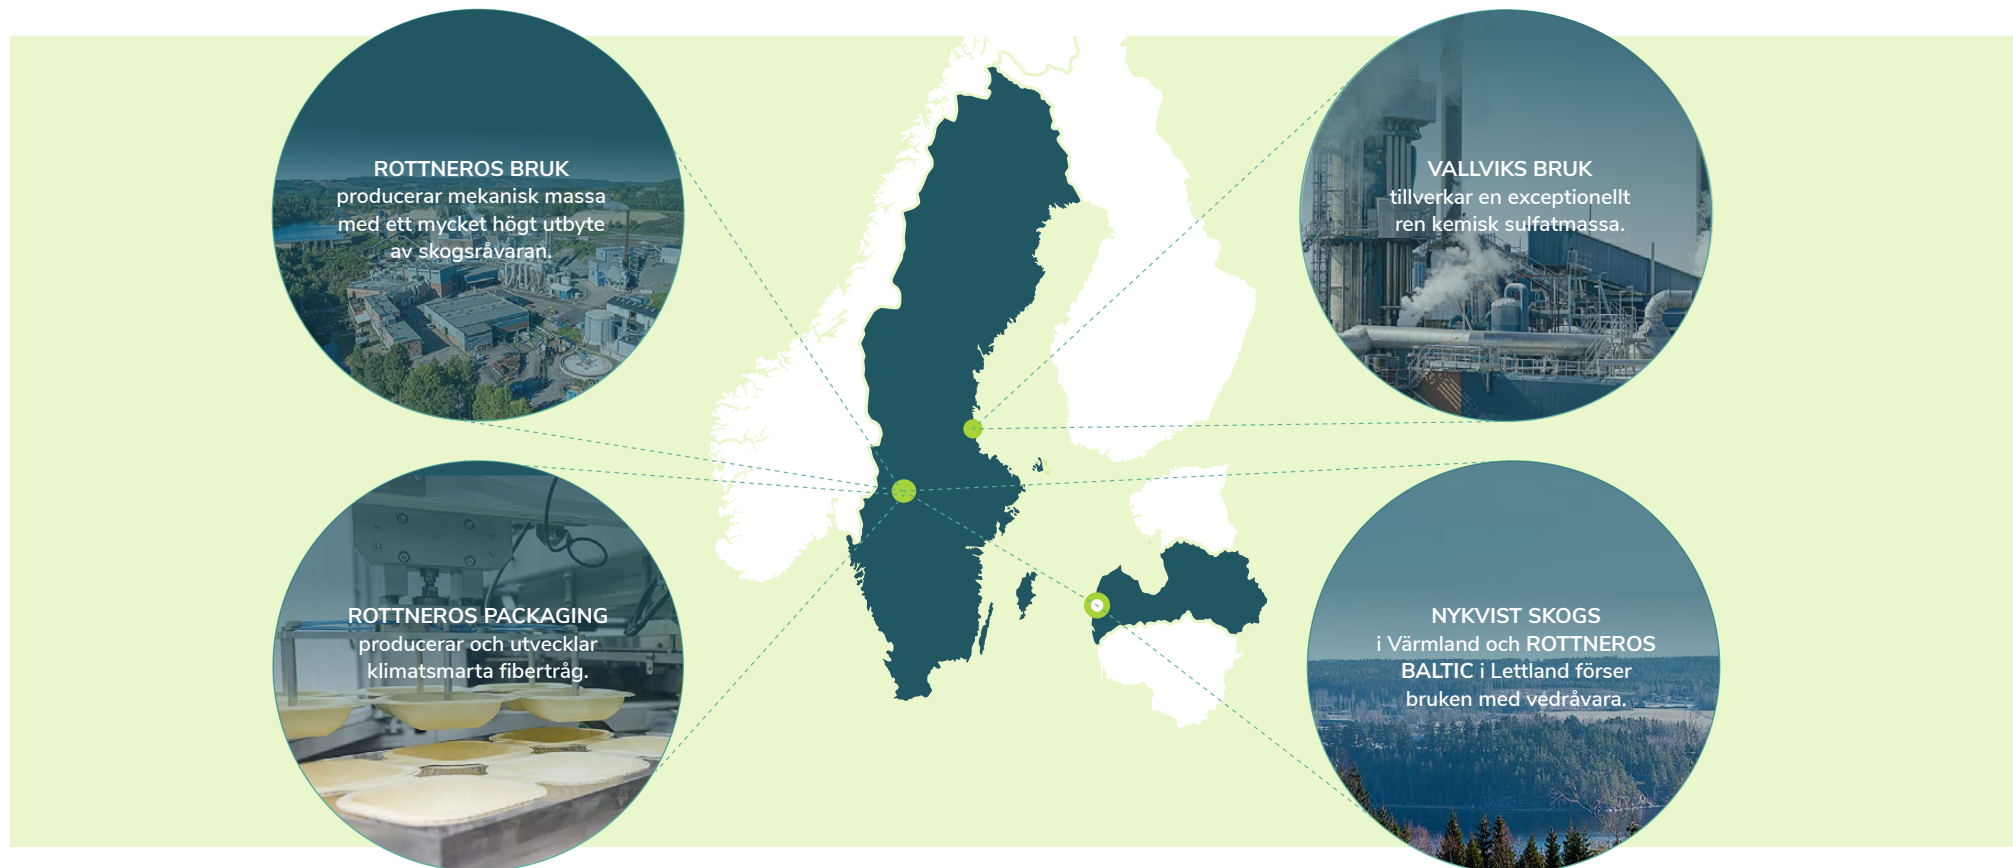 ROTTNEROS BRUK
producerar mekanisk massa
med ett mycket högt utbyte
av skogsråvaran.
VALLVIKS BRUK
tillverkar en exceptionellt
ren kemisk sulfatmassa.
ROTTNEROS PACKAGING
producerar och utvecklar
klimatsmarta fibertråg.
NYKVIST SKOGS
i Värmland och ROTTNEROS
BALTIC i Lettland förser
bruken med vedråvara.